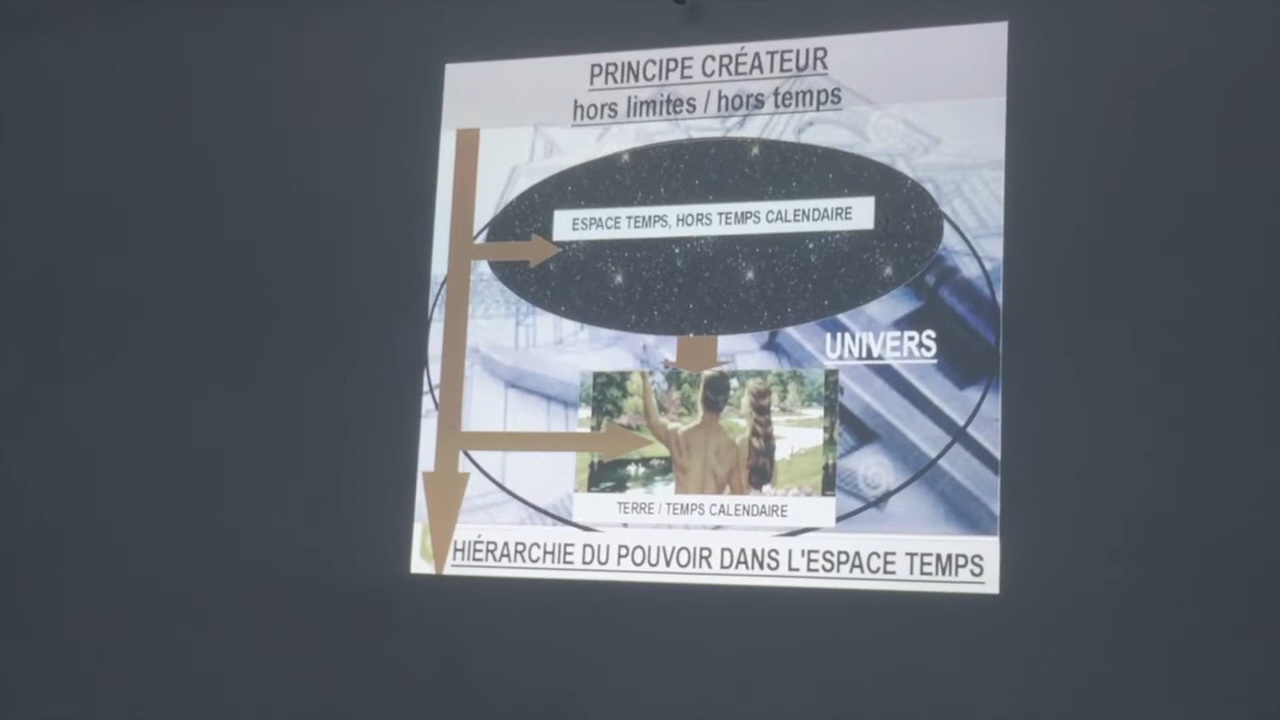 PRINCIPE CRÉATEUR
hors limites / hors temps
ESPACE TEMPS, HORS TEMPS CALENDAIRE
UNIVERS
TERRE / TEMPS CALENDAIRE
HIÉRARCHIE DU POUVOIR DANS L'ESPACE TEMPS